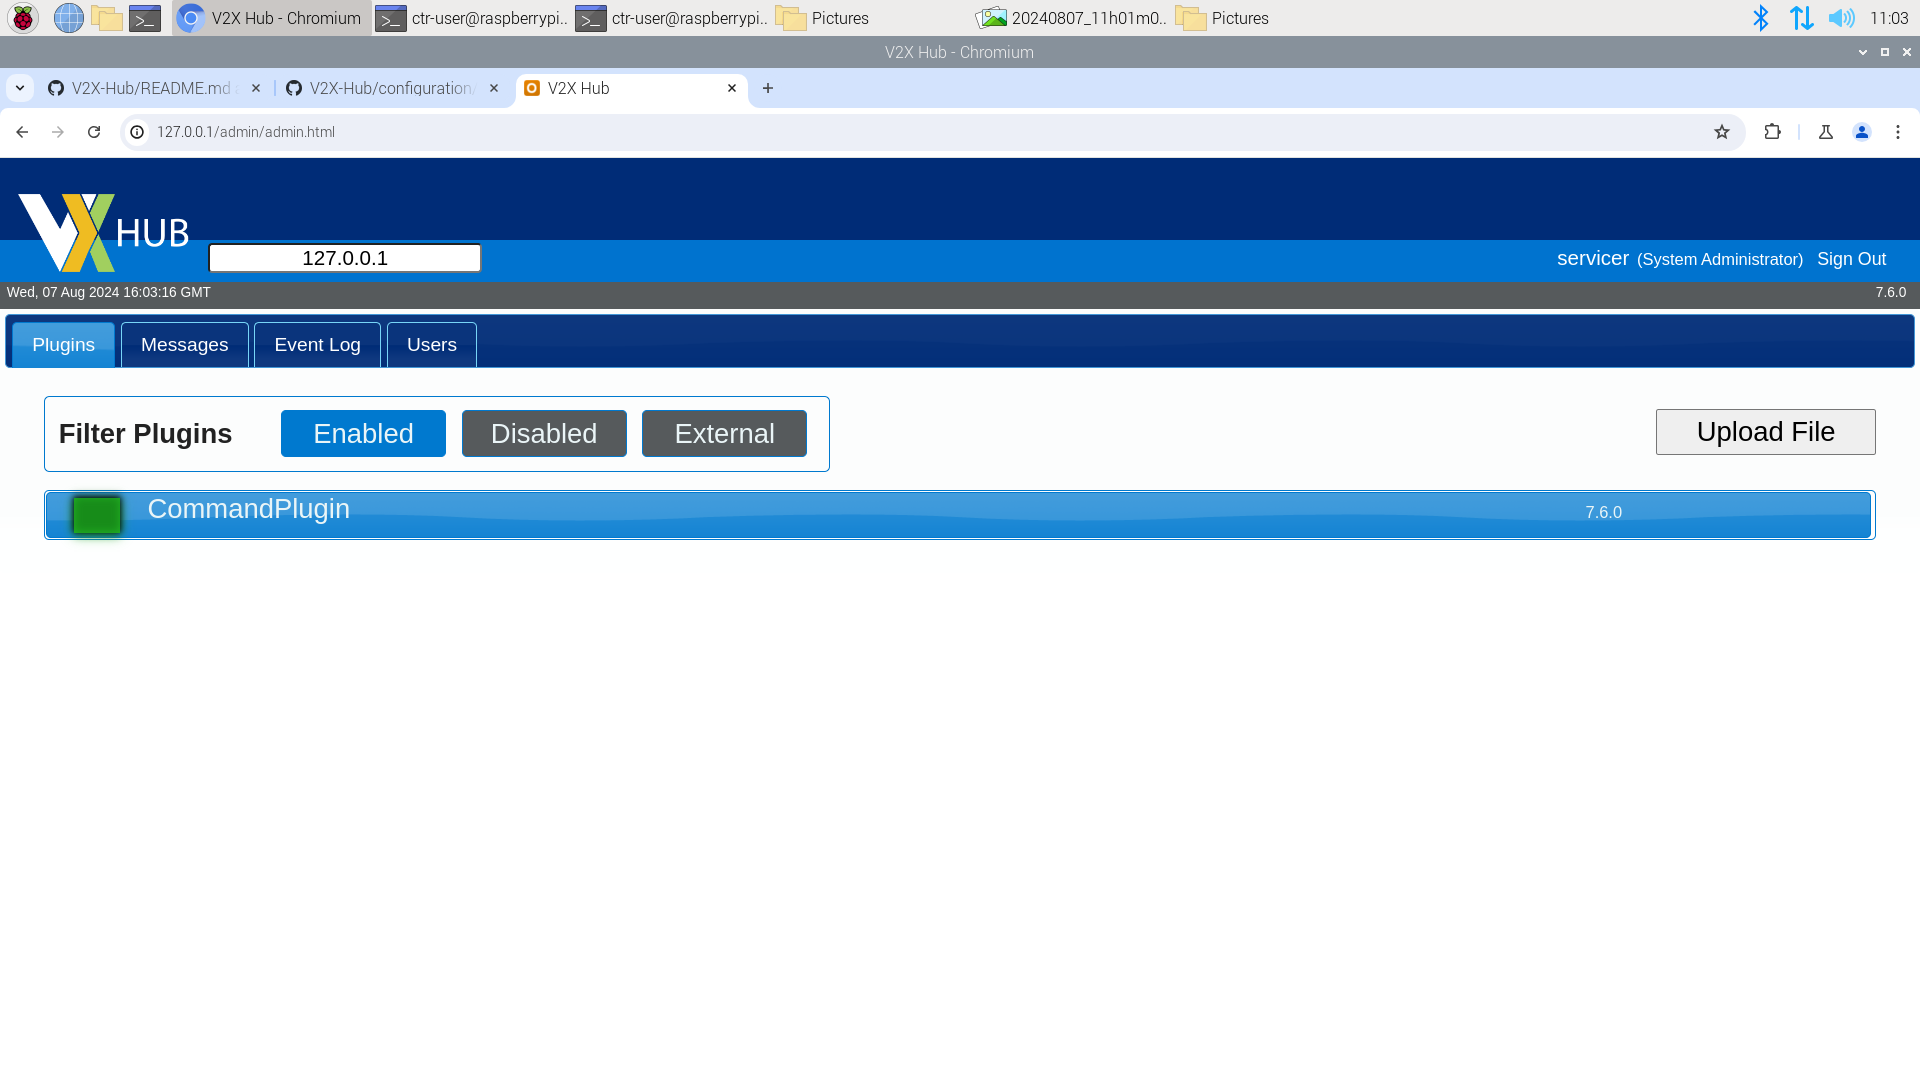 V2X Hub - Chromium
ctr-user@raspberrypi..
ctr-user@raspberrypi..
Pictures
20240807_11h01m0..
Pictures
11:03
V2X Hub - Chromium
V2X-Hub/README.md
V2X-Hub/configuration
V2X Hub
127.0.0.1/admin/admin.html
VX HUB
127.0.0.1
servicer (System Administrator) Sign Out
Wed, 07 Aug 2024 16:03:16 GMT
7.6.0
Plugins
Messages
Event Log
Users
Filter Plugins
Enabled
Disabled
External
Upload File
CommandPlugin
7.6.0